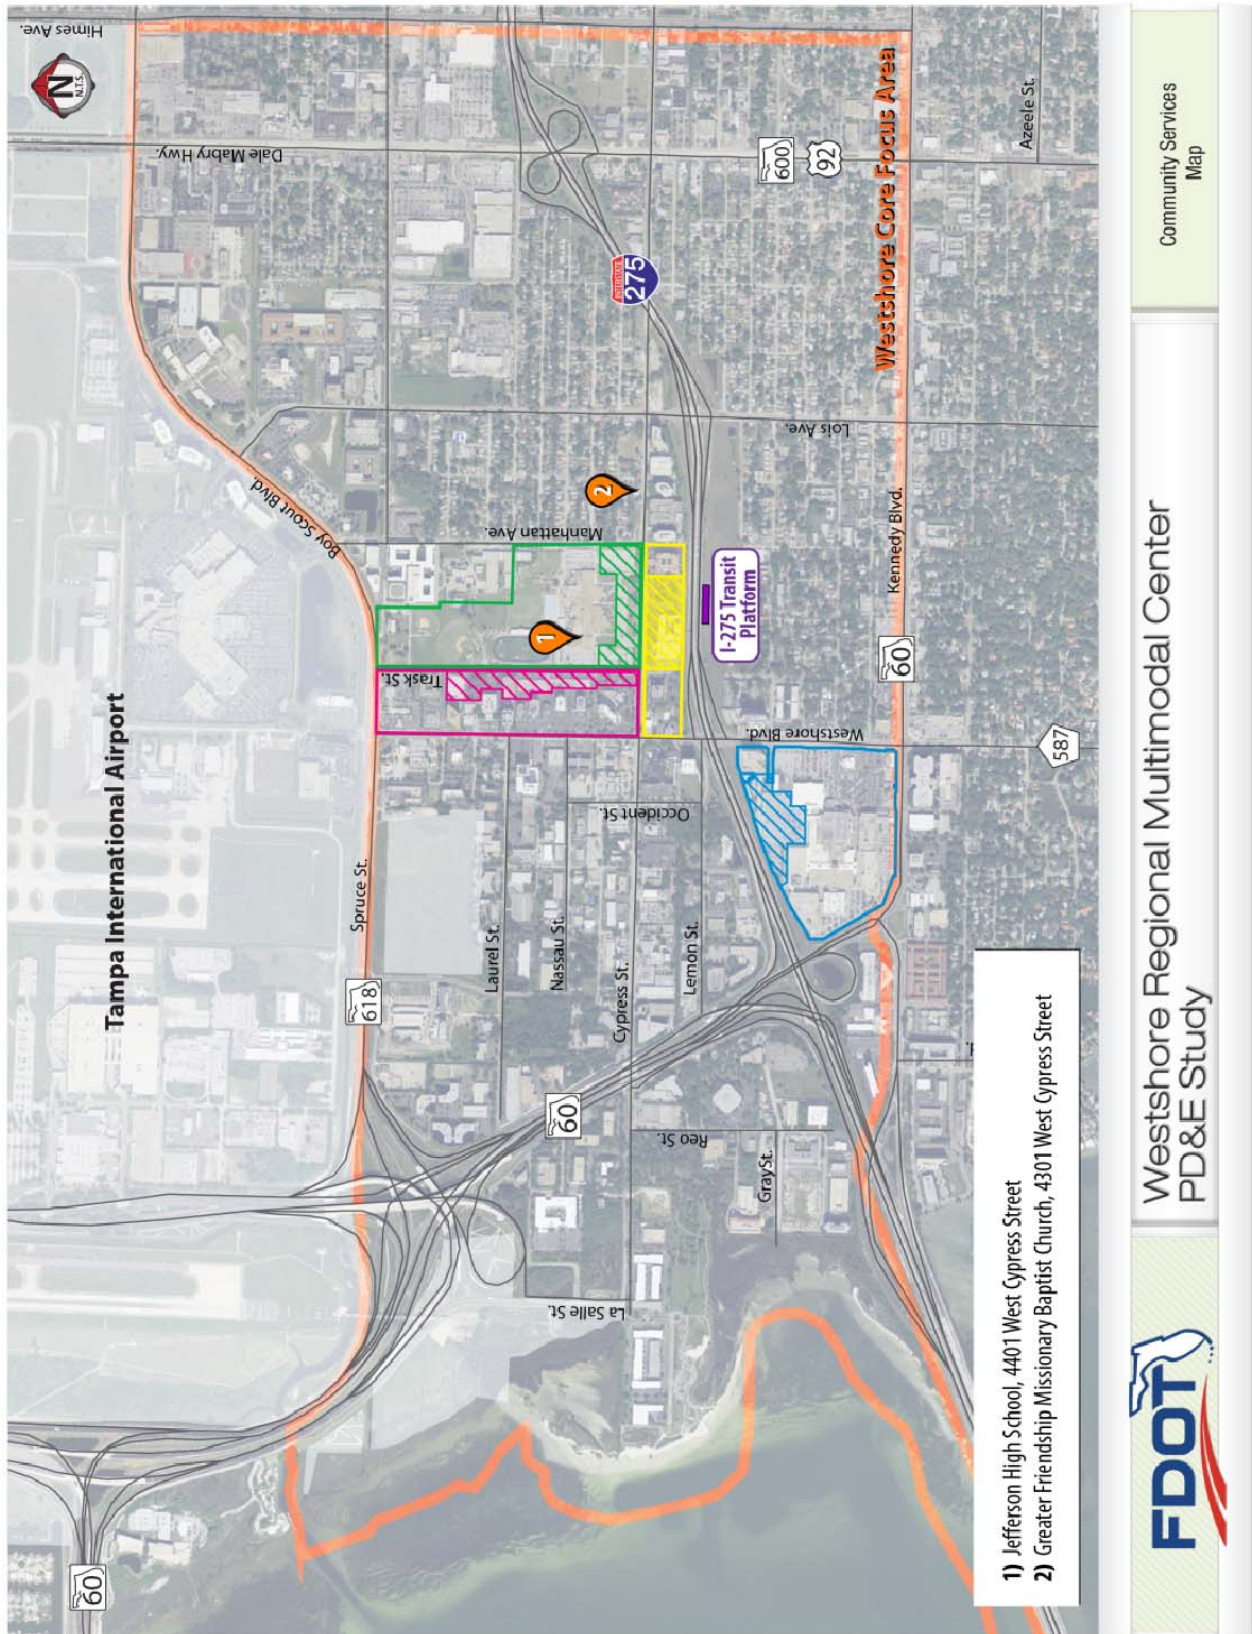 Himes Ave.
N
N.T.S.
Dale Mabry Hwy.
600
92
Azeele St.
Westshore Core Focus Area
INTERSTATE
275
Lois Ave.
Boy Scout Blvd.
Manhattan Ave.
2
1
I-275 Transit
Platform
Kennedy Blvd.
60
Trask St.
Westshore Blvd.
587
Tampa International Airport
Spruce St.
618
Occident St.
Laurel St.
Nassau St.
Cypress St.
Lemon St.
60
Reo St.
Gray St.
La Salle St.
60
1) Jefferson High School, 4401 West Cypress Street
2) Greater Friendship Missionary Baptist Church, 4301 West Cypress Street
FDOT
Westshore Regional Multimodal Center
PD&E Study
Community Services
Map